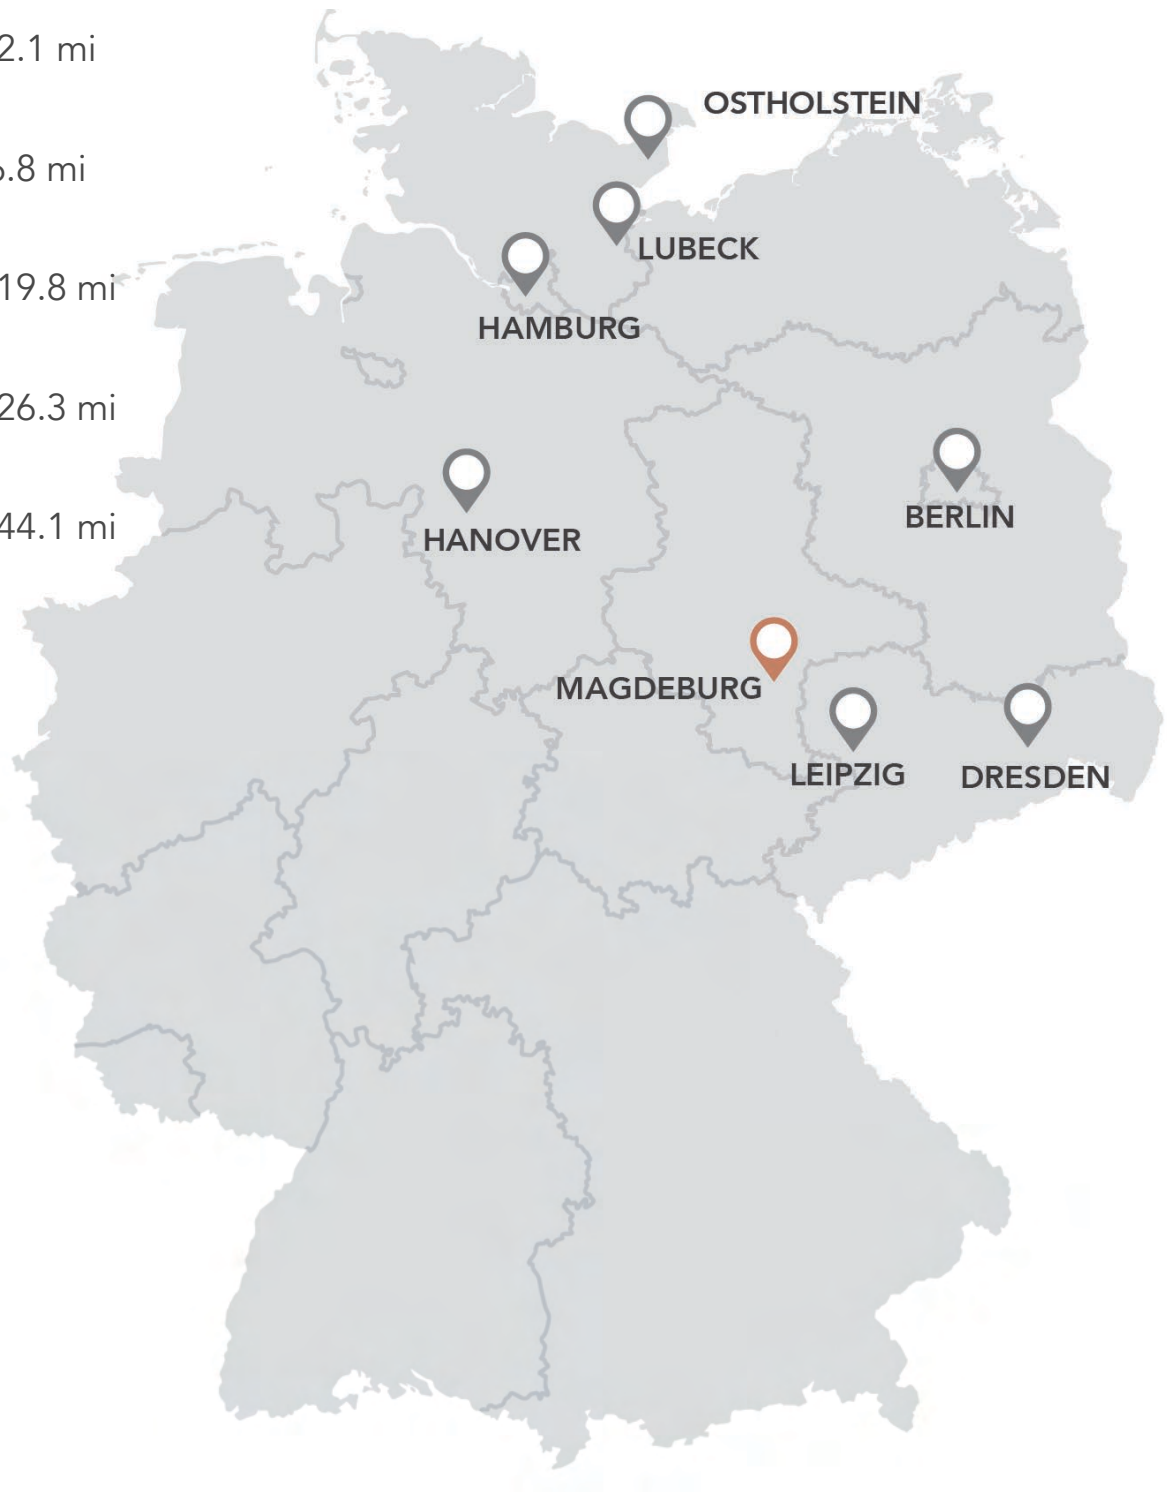 2.1 mi
.8 mi
19.8 mi
26.3 mi
44.1 mi
OSTHOLSTEIN
LUBECK
HAMBURG
HANOVER
BERLIN
MAGDEBURG
LEIPZIG
DRESDEN